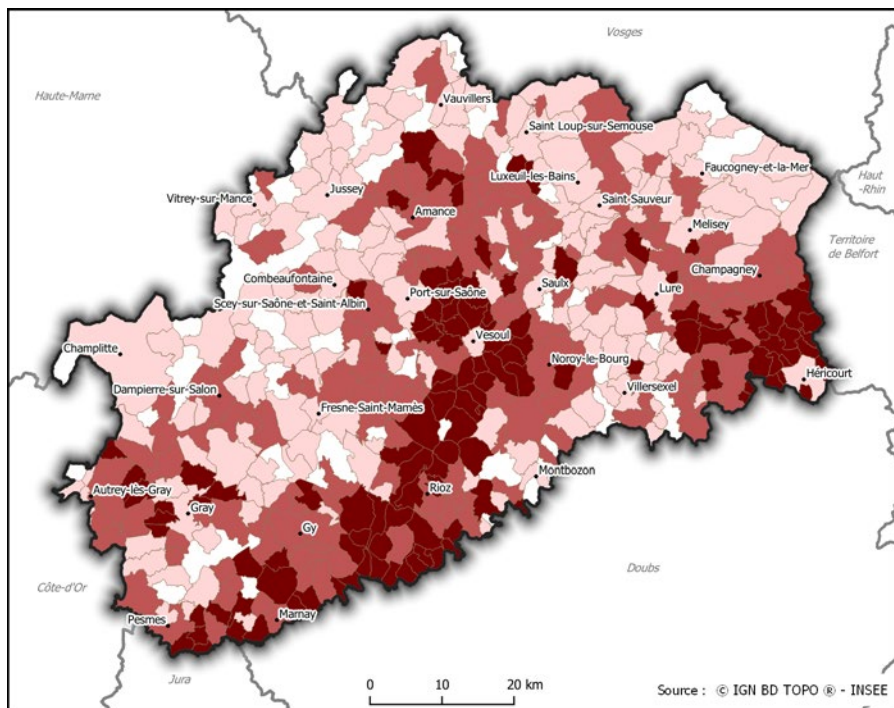 Vosges
Haute-Marne
Vauvillers
Saint Loup-sur-Semouse
Faucogney-et-la-Mer
Haut
-Rhin
Luxeuil-les-Bains
Jussey
Vitrey-sur-Mance
Saint-Sauveur
Amance
Melisey
Territoire
de Belfort
Champagney
Combeaufontaine
Saulx
Lure
Port-sur-Saône
Scey-sur-Saône-et-Saint-Albin
Vesoul
Champlitte
Noroy-le-Bourg
Héricourt
Dampierre-sur-Salon
Villersexel
Fresne-Saint-Mamès
Montbozon
Autrey-lès-Gray
Rioz
Gray
Gy
Doubs
Côte-d'Or
Pesmes
Marnay
Jura
0 10 20 km
Source : © IGN BD TOPO ® - INSEE